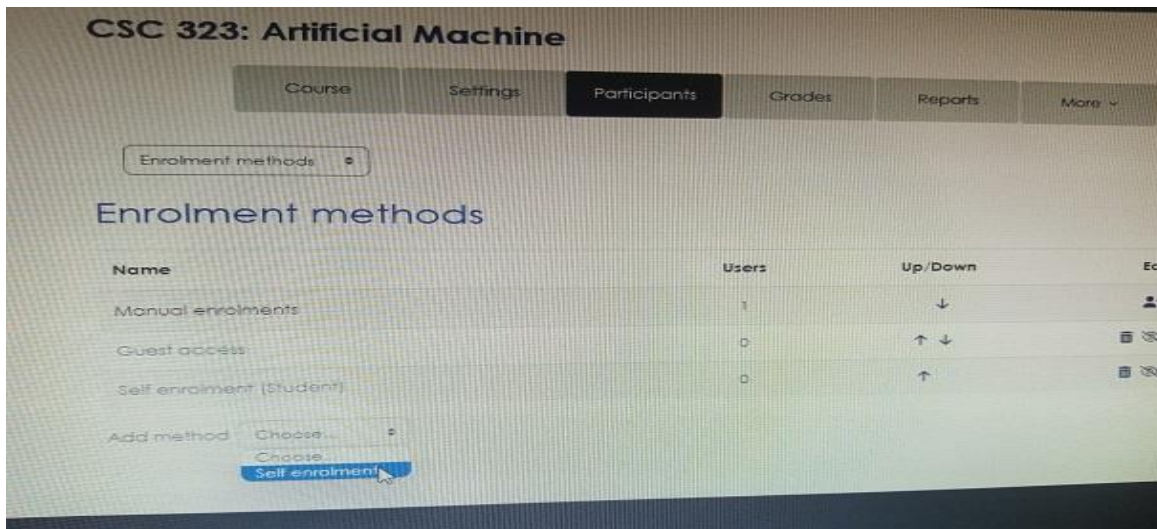 CSC 323: Artificial Machine
Course Settings Participants Grades Reports More
Enrolment methods
Enrolment methods
Name Users Up/Down
Manual enrolments 1
Guest access 0
Self enrolment (Student) 0
Add method Choose...
Choose...
Self enrolment